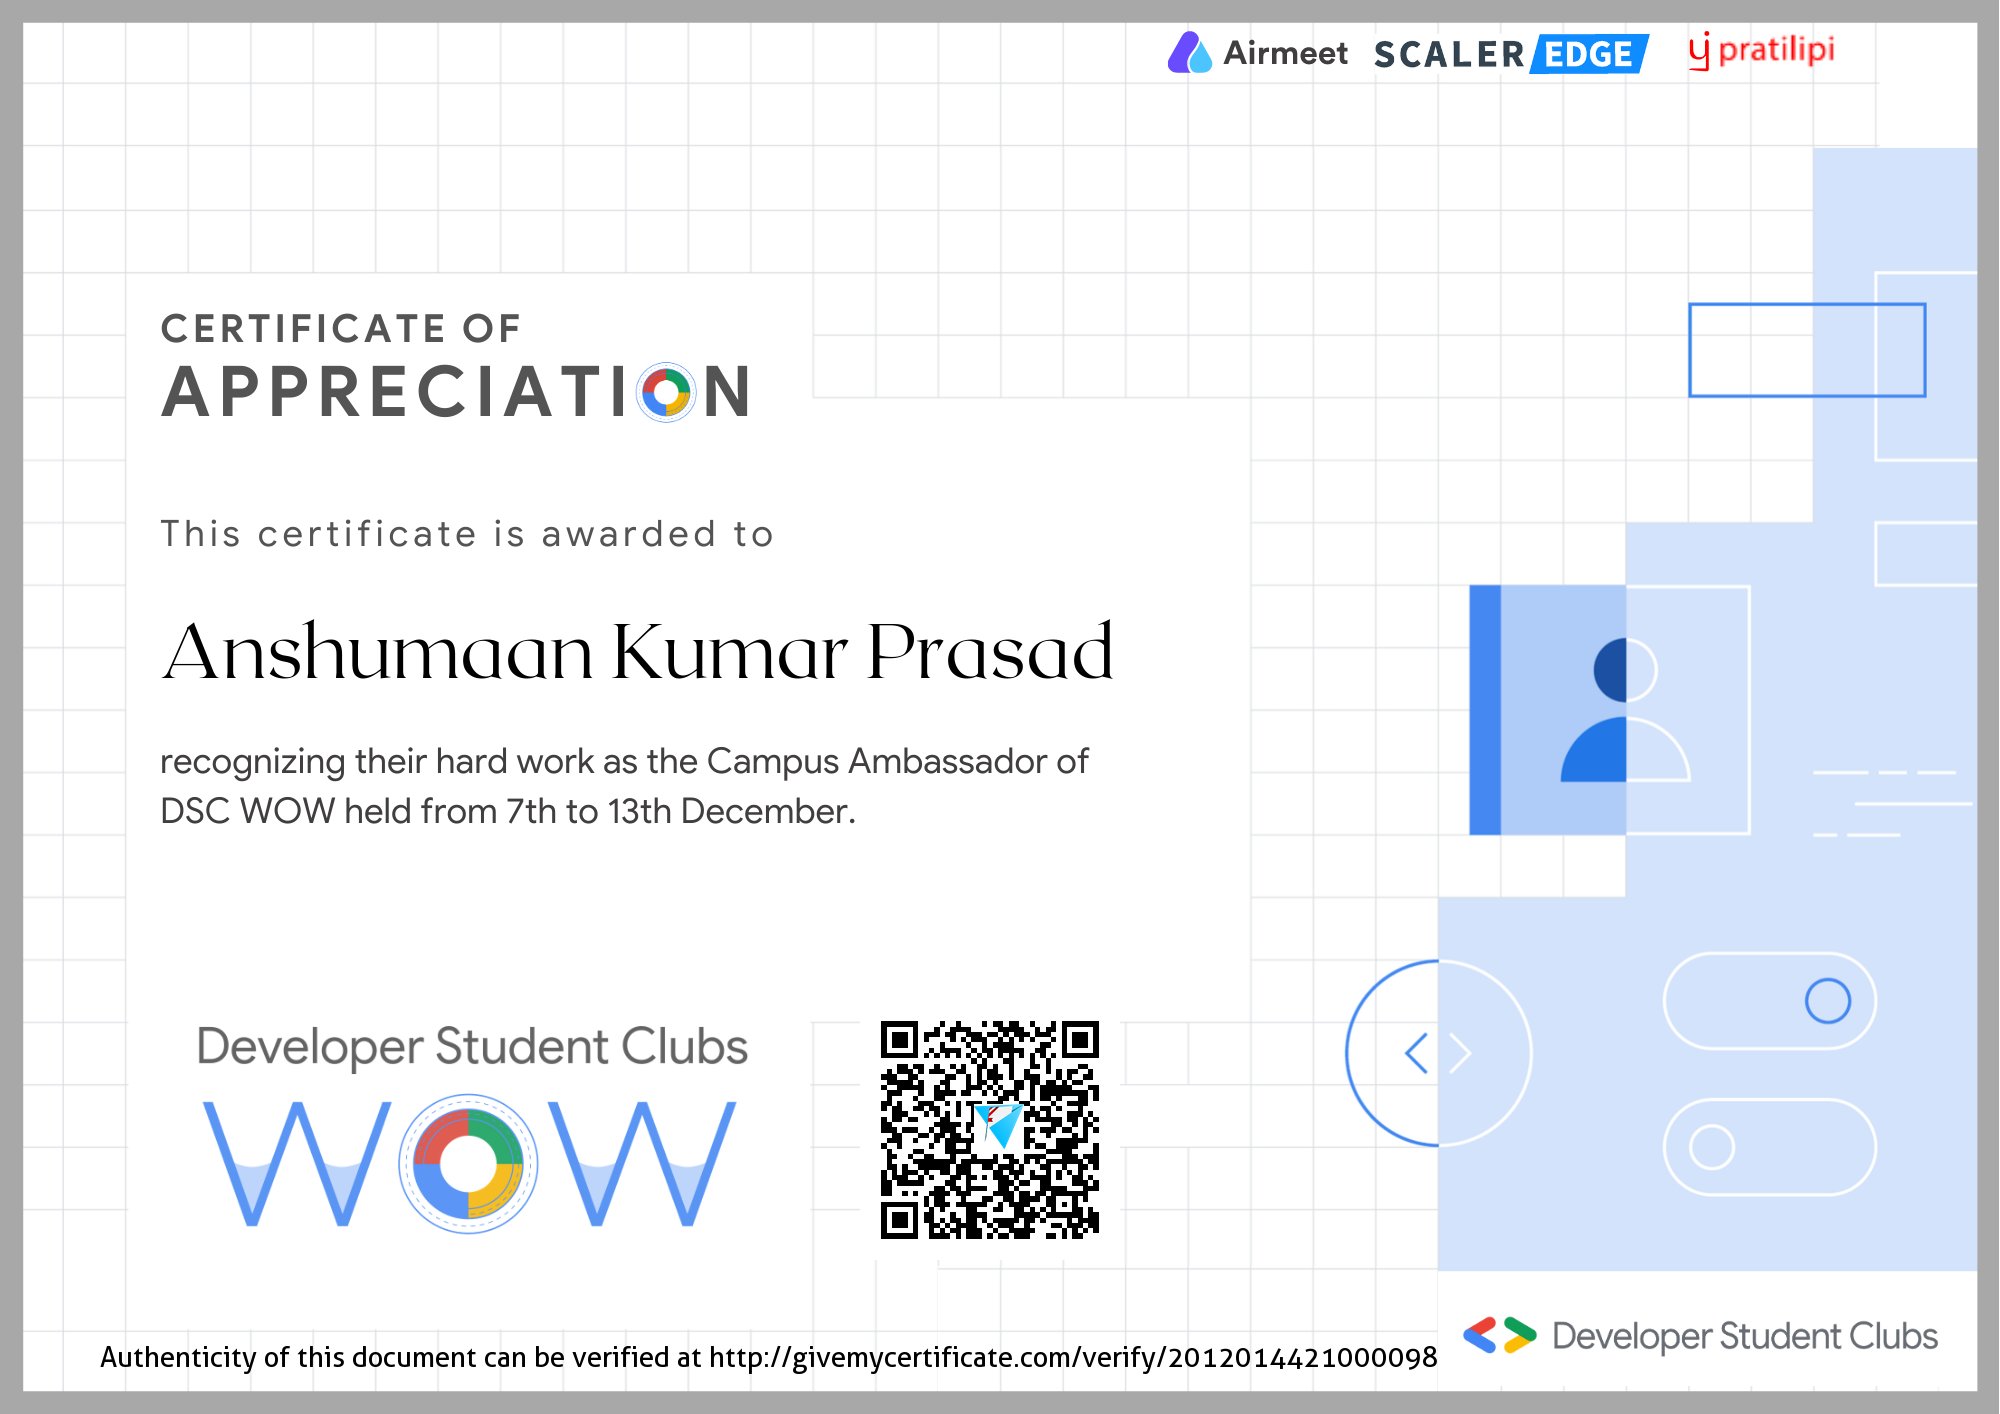 Airmeet SCALER EDGE pratilipi
CERTIFICATE OF
APPRECIATION
This certificate is awarded to
Anshumaan Kumar Prasad
recognizing their hard work as the Campus Ambassador of
DSC WOW held from 7th to 13th December.
Developer Student Clubs
WOW
Authenticity of this document can be verified at http://givemycertificate.com/verify/2012014421000098
Developer Student Clubs